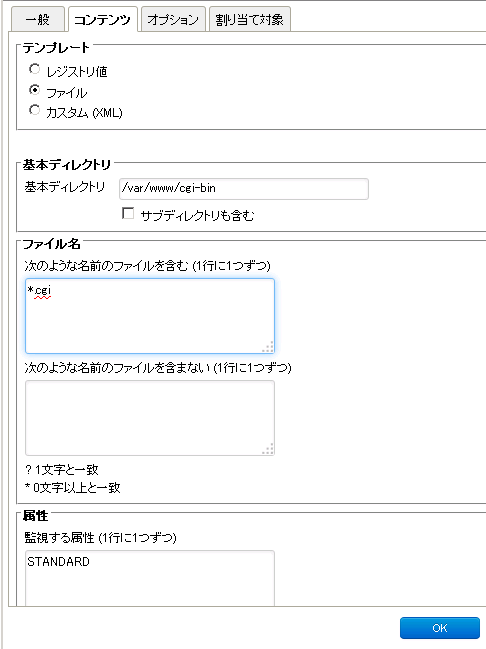 一般 コンテンツ オプション 割り当て対象
テンプレート
レジストリ値
ファイル
カスタム (XML)
基本ディレクトリ
基本ディレクトリ /var/www/cgi-bin
サブディレクトリも含む
ファイル名
次のような名前のファイルを含む (1行に1つずつ)
*.cgi
次のような名前のファイルを含まない (1行に1つずつ)
? 1文字と一致
* 0文字以上と一致
属性
監視する属性 (1行に1つずつ)
STANDARD
OK